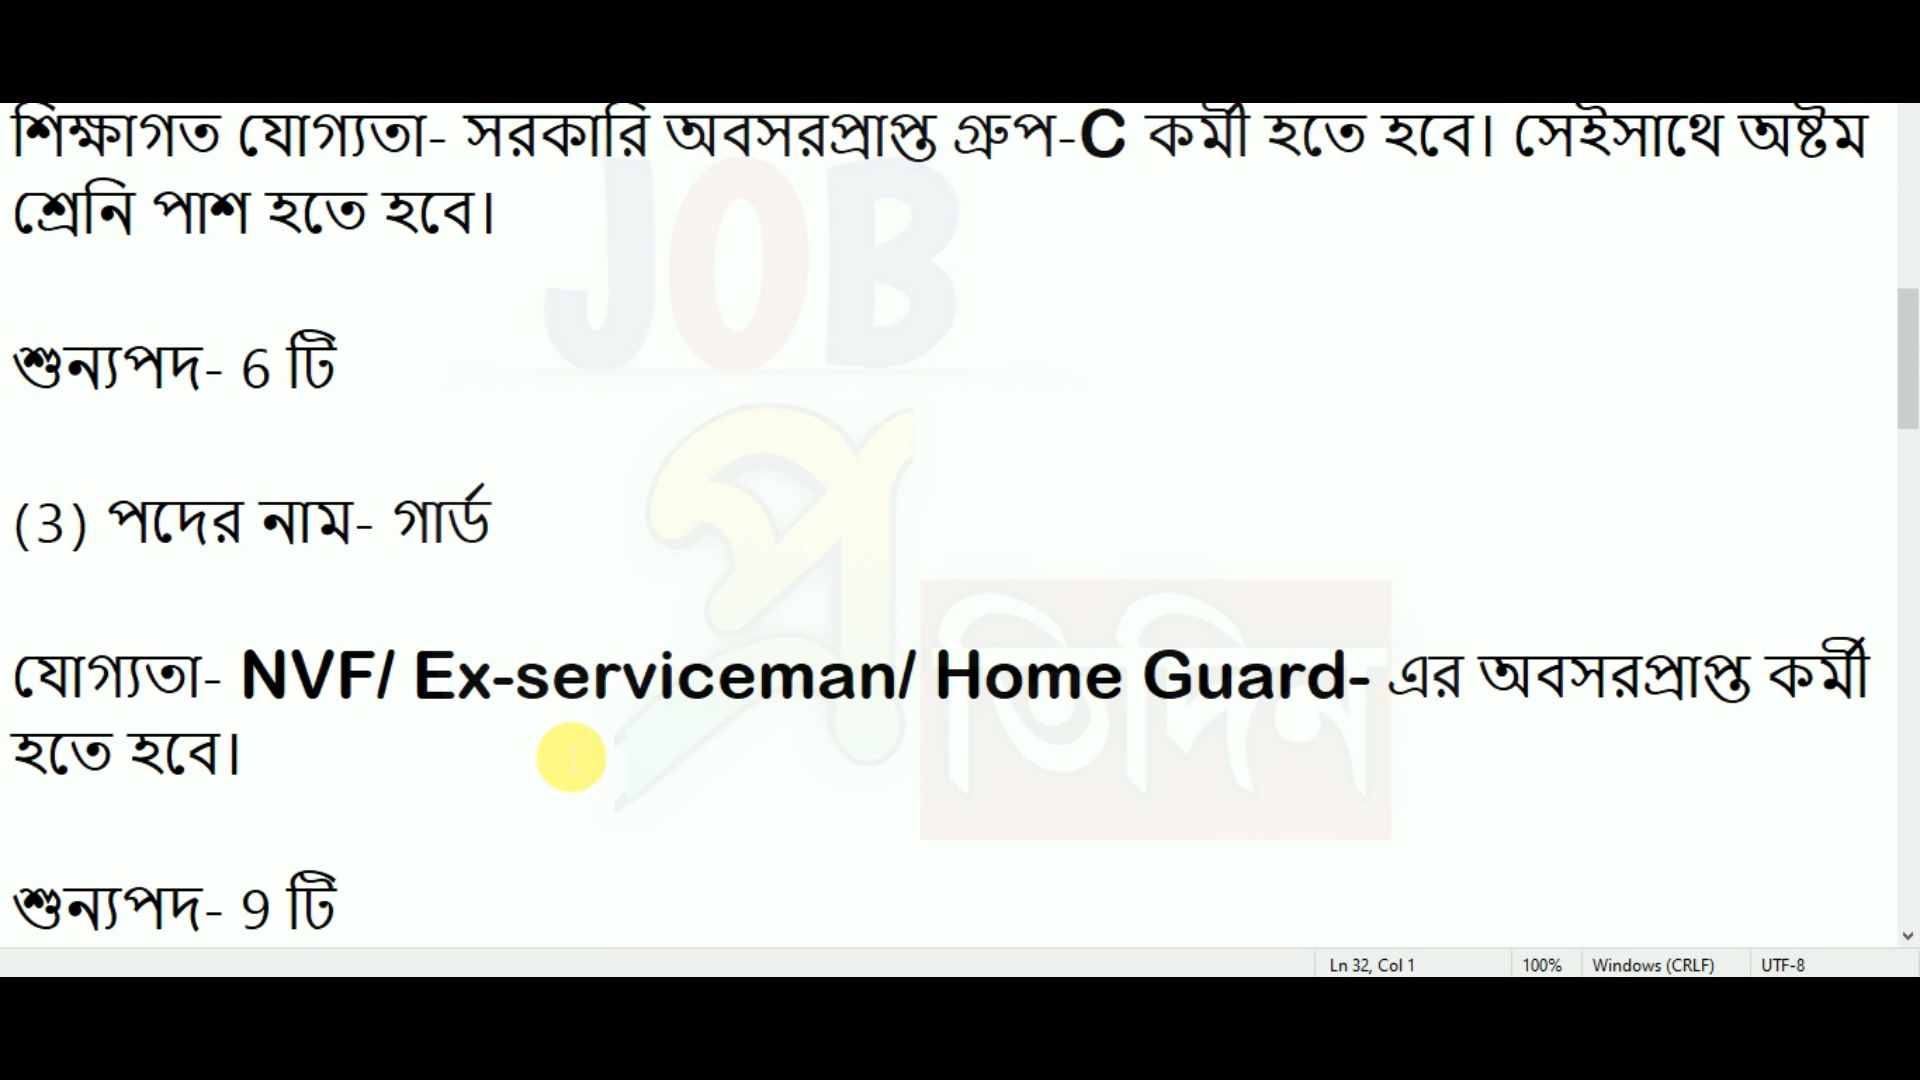 শিক্ষাগত যোগ্যতা- সরকারি অবসরপ্রাপ্ত গ্রুপ-C কর্মী হতে হবে। সেইসাথে অষ্টম
শ্রেনি পাশ হতে হবে।
শুন্যপদ- 6 টি
(3) পদের নাম- গার্ড
যোগ্যতা- NVF/ Ex-serviceman/ Home Guard- এর অবসরপ্রাপ্ত কর্মী
হতে হবে।
শুন্যপদ- 9 টি
JOB
প্রতিদিন
Ln 32, Col 1 100% Windows (CRLF) UTF-8